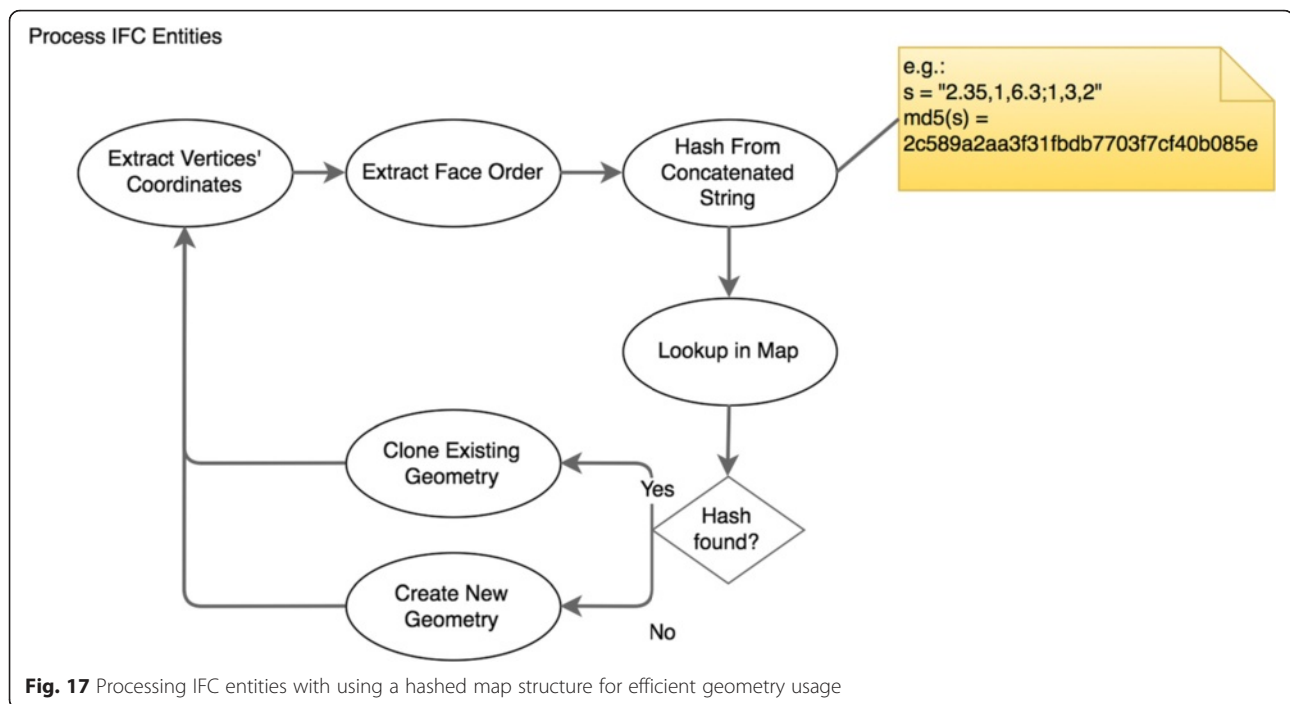 Process IFC Entities
e.g.:
s = "2.35,1,6.3;1,3,2"
md5(s) =
2c589a2aa3f31fbdb7703f7cf40b085e
Extract Vertices'
Coordinates
Extract Face Order
Hash From
Concatenated
String
Lookup in Map
Clone Existing
Geometry
Yes
Hash
found?
Create New
Geometry
No
Fig. 17 Processing IFC entities with using a hashed map structure for efficient geometry usage